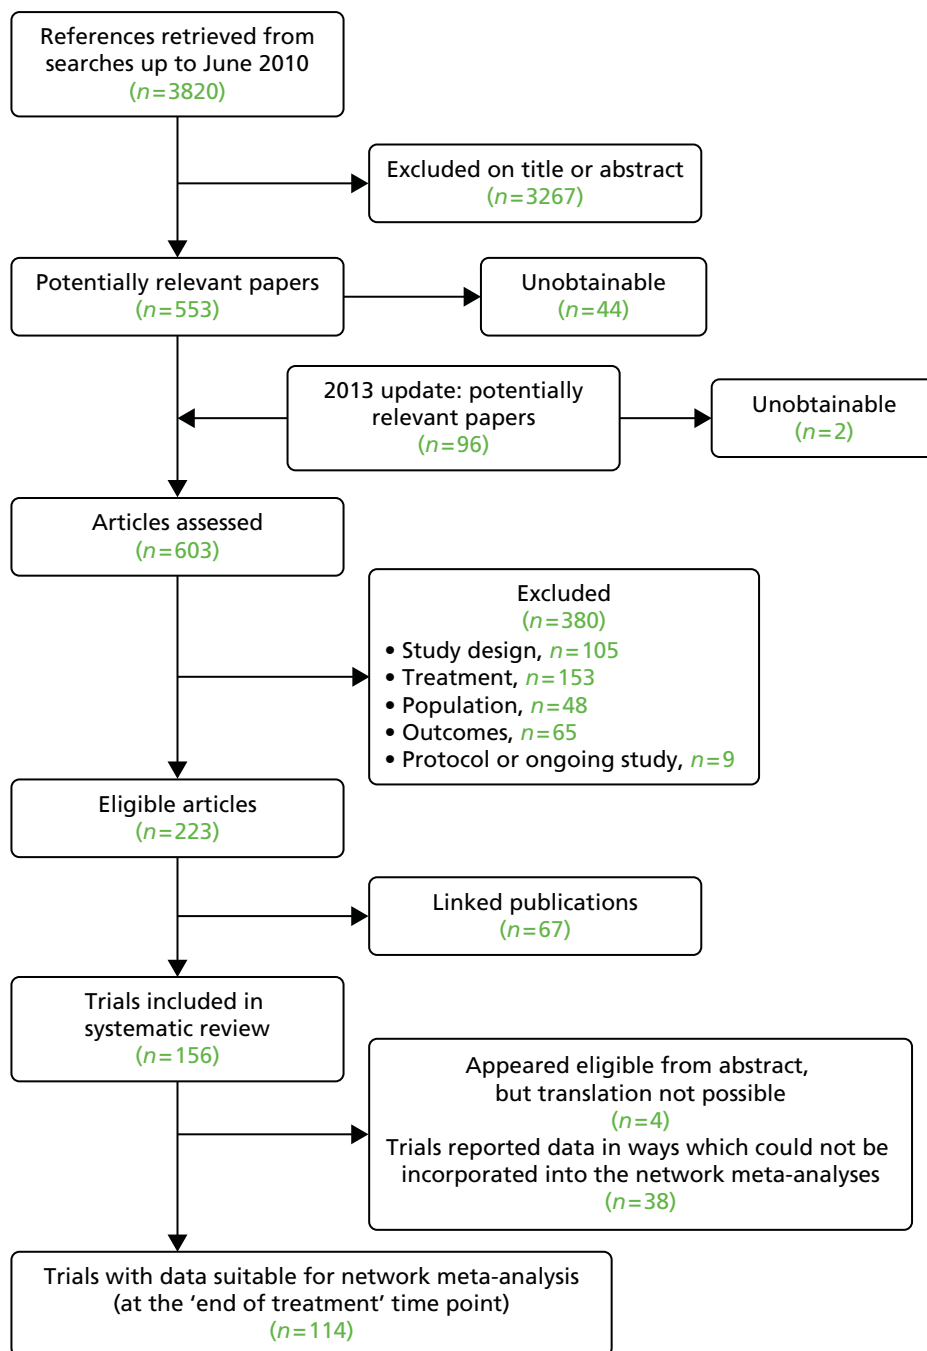 References retrieved from
searches up to June 2010
(n=3820)
Excluded on title or abstract
(n=3267)
Potentially relevant papers
(n=553)
Unobtainable
(n=44)
2013 update: potentially
relevant papers
(n=96)
Unobtainable
(n=2)
Articles assessed
(n=603)
Excluded
(n=380)
• Study design, n=105
• Treatment, n=153
• Population, n=48
• Outcomes, n=65
• Protocol or ongoing study, n=9
Eligible articles
(n=223)
Linked publications
(n=67)
Trials included in
systematic review
(n=156)
Appeared eligible from abstract,
but translation not possible
(n=4)
Trials reported data in ways which could not be
incorporated into the network meta-analyses
(n=38)
Trials with data suitable for network meta-analysis
(at the ‘end of treatment’ time point)
(n=114)